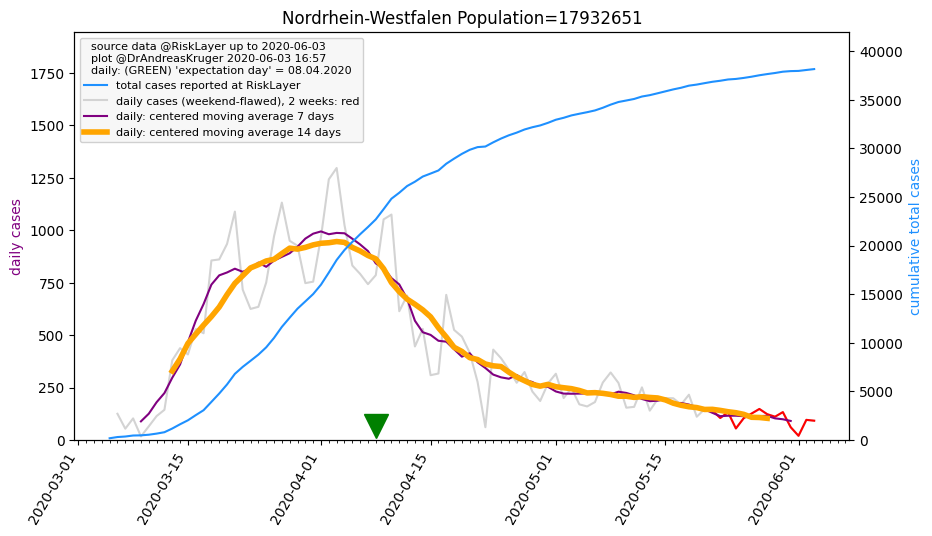 Nordrhein-Westfalen Population=17932651
source data @RiskLayer up to 2020-06-03
plot @DrAndreasKruger 2020-06-03 16:57
daily: (GREEN) 'expectation day' = 08.04.2020
total cases reported at RiskLayer
daily cases (weekend-flawed), 2 weeks: red
daily: centered moving average 7 days
daily: centered moving average 14 days
daily cases
1750
1500
1250
1000
750
500
250
0
cumulative total cases
40000
35000
30000
25000
20000
15000
10000
5000
0
2020-03-01
2020-03-15
2020-04-01
2020-04-15
2020-05-01
2020-05-15
2020-06-01